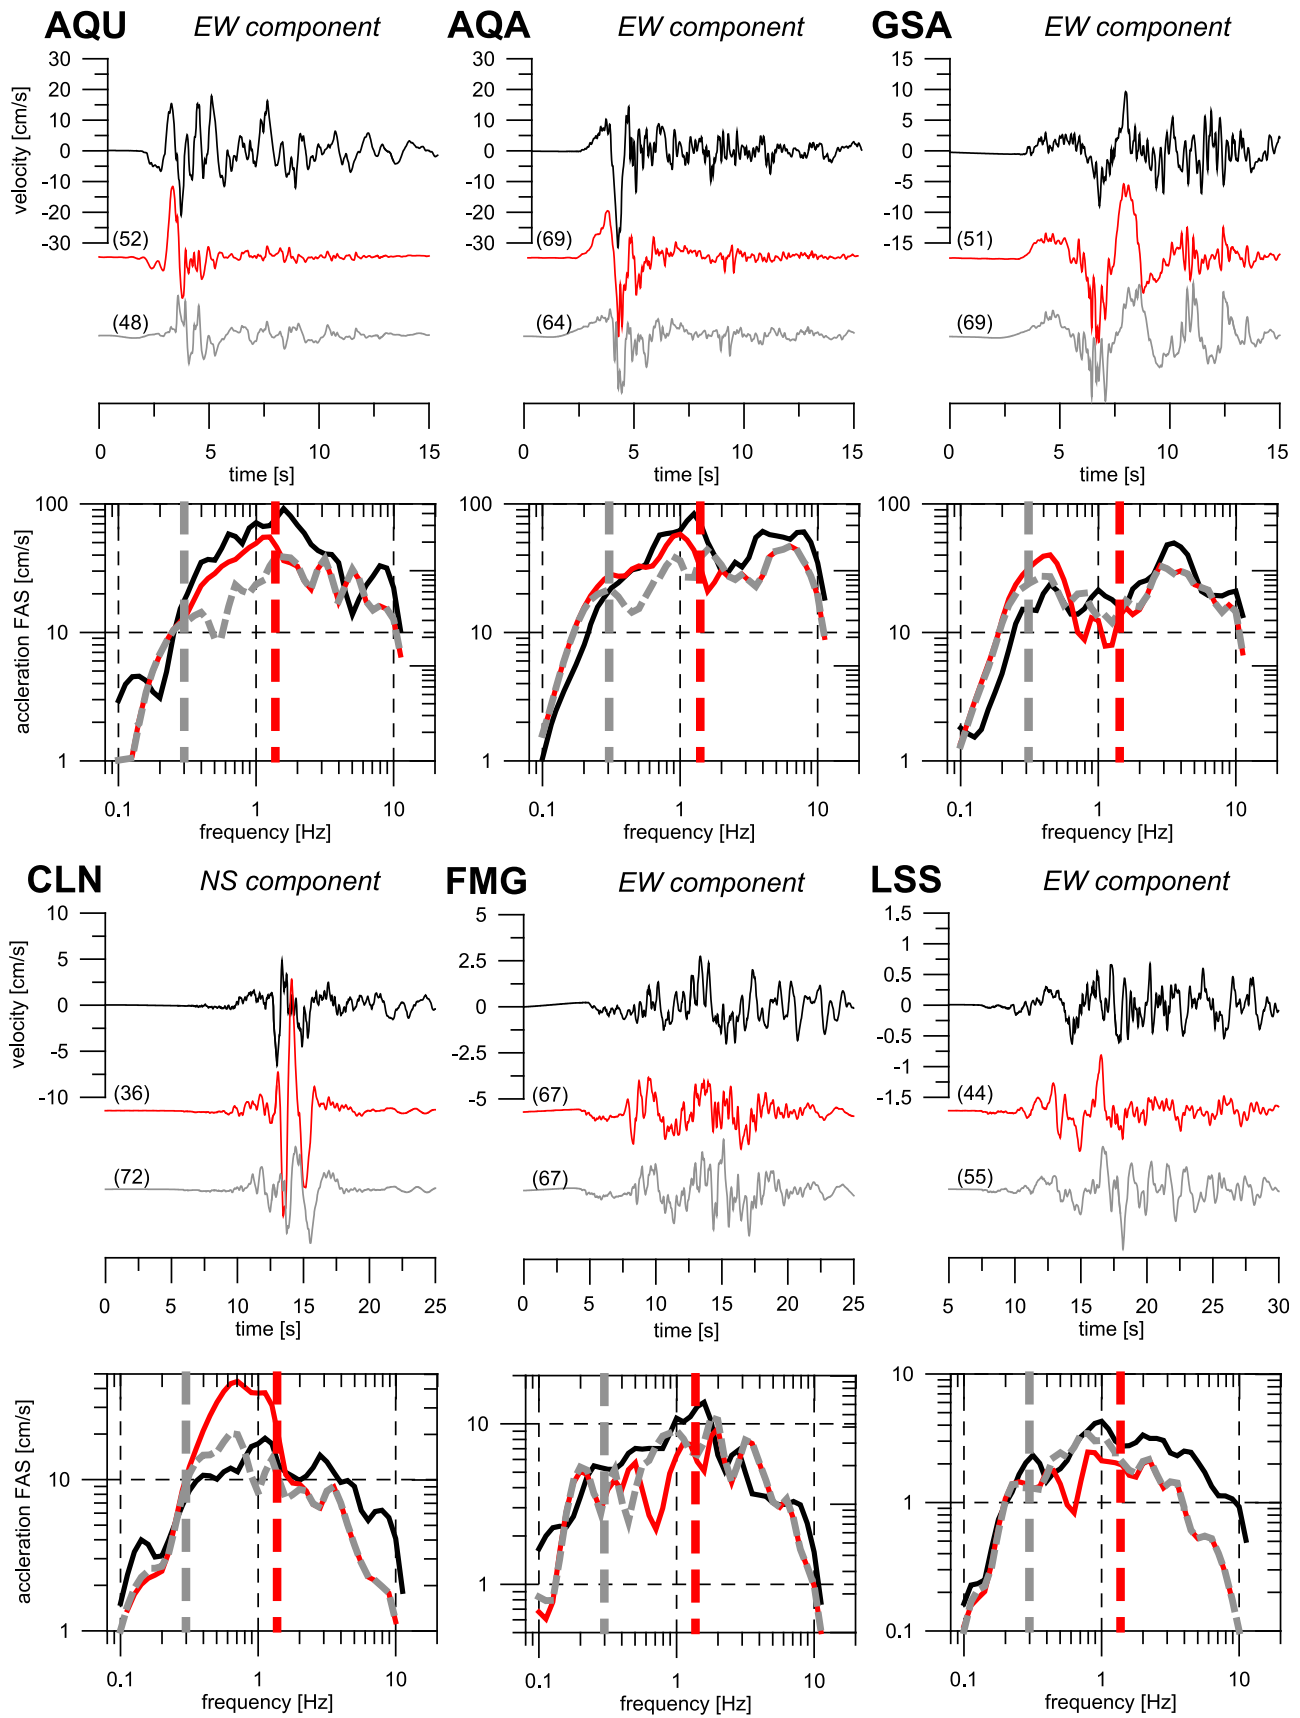 AQU EW component AQA EW component GSA EW component
velocity [cm/s]
30 20 10 0 -10 -20 -30
30 20 10 0 -10 -20 -30
15 10 5 0 -5 -10 -15
(52) (69) (51)
(48) (64) (69)
0 5 10 15 0 5 10 15 0 5 10 15
time [s] time [s] time [s]
accleration FAS [cm/s]
100 10 1
100 10 1
100 10 1
0.1 1 10 0.1 1 10 0.1 1 10
frequency [Hz] frequency [Hz] frequency [Hz]
CLN NS component FMG EW component LSS EW component
velocity [cm/s]
10 5 0 -5 -10
5 2.5 0 -2.5 -5
1.5 1 0.5 0 -0.5 -1 -1.5
(36) (67) (44)
(72) (67) (55)
0 5 10 15 20 25 0 5 10 15 20 25 5 10 15 20 25 30
time [s] time [s] time [s]
accleration FAS [cm/s]
10 1
10 1
10 1 0.1
0.1 1 10 0.1 1 10 0.1 1 10
frequency [Hz] frequency [Hz] frequency [Hz]